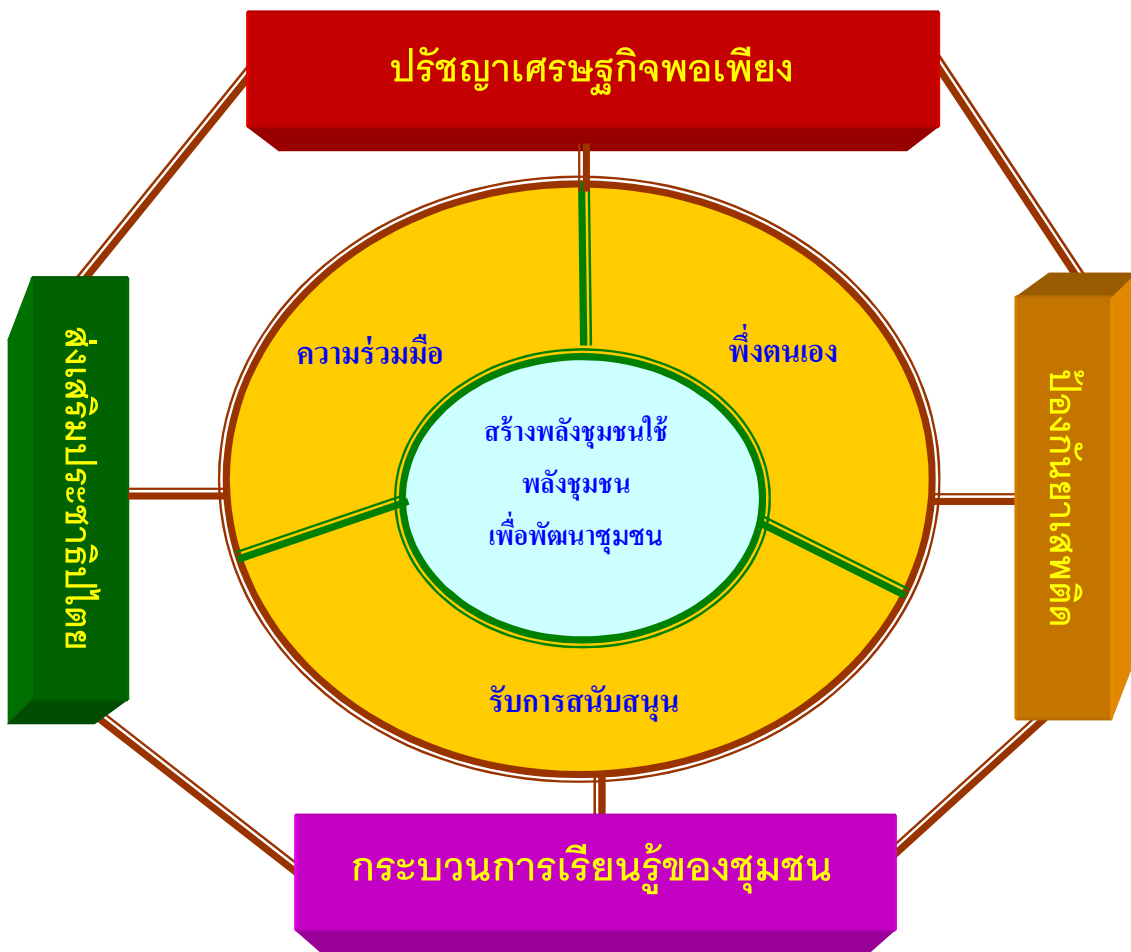 ปรัชญาเศรษฐกิจพอเพียง
ส่งเสริมประชาธิปไตย
ความร่วมมือ
พึ่งตนเอง
สร้างพลังชุมชนใช้
พลังชุมชน
เพื่อพัฒนาชุมชน
ป้องกันยาเสพติด
รับการสนับสนุน
กระบวนการเรียนรู้ของชุมชน